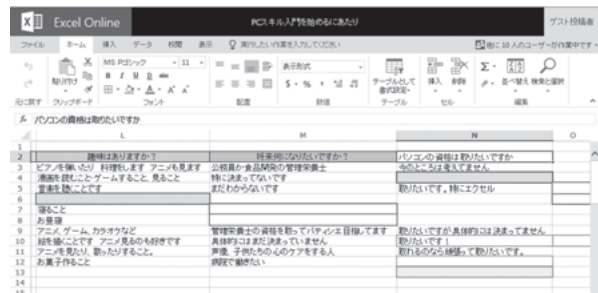 Excel Online
PCスキル入門を始めるにあたり
ゲスト投稿者
ファイル ホーム 挿入 データ 校閲 表示 実行したい作業を入力してください 他に 10 人のユーザーが作業中です
MS Pゴシック 11
B I U D abc
表示形式
$ % 
元に戻す 貼り付け テーブルとして書式設定 挿入 削除 並べ替え 検索と選択
クリップボード フォント 配置 数値 テーブル セル 編集
fx パソコンの資格は取りたいですか
L M N O
1
2 趣味はありますか? 将来何になりたいですか? パソコンの資格は取りたいですか
3 ピアノを弾いたり 料理をします アニメも見ます 公務員か食品開発の管理栄養士 今のところは考えてません
4 漫画を読むこと・ゲームすること、見ること 特に決まってないです
5 音楽を聴くことです まだわからないです 取りたいです。特にエクセル
6
7 寝ること
8 お昼寝
9 アニメ、ゲーム、カラオケなど 管理栄養士の資格を取ってパティシエ目指してます 取りたいですが具体的には決まってません
10 絵を描くことです アニメ見るのも好きです 具体的にはまだ決まっていません 取りたいです！
11 アニメを見たり、歌ったりすること。 声優、子供たちの心のケアをする人 取れるのなら頑張って取りたいです。
12 お菓子作ること 病院で働きたい
13
14